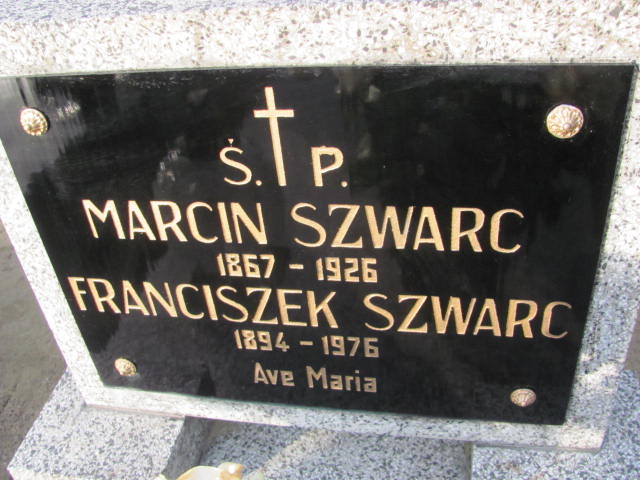 Ś. P.
MARCIN SZWARC
1867 - 1926
FRANCISZEK SZWARC
1894 - 1976
Ave Maria